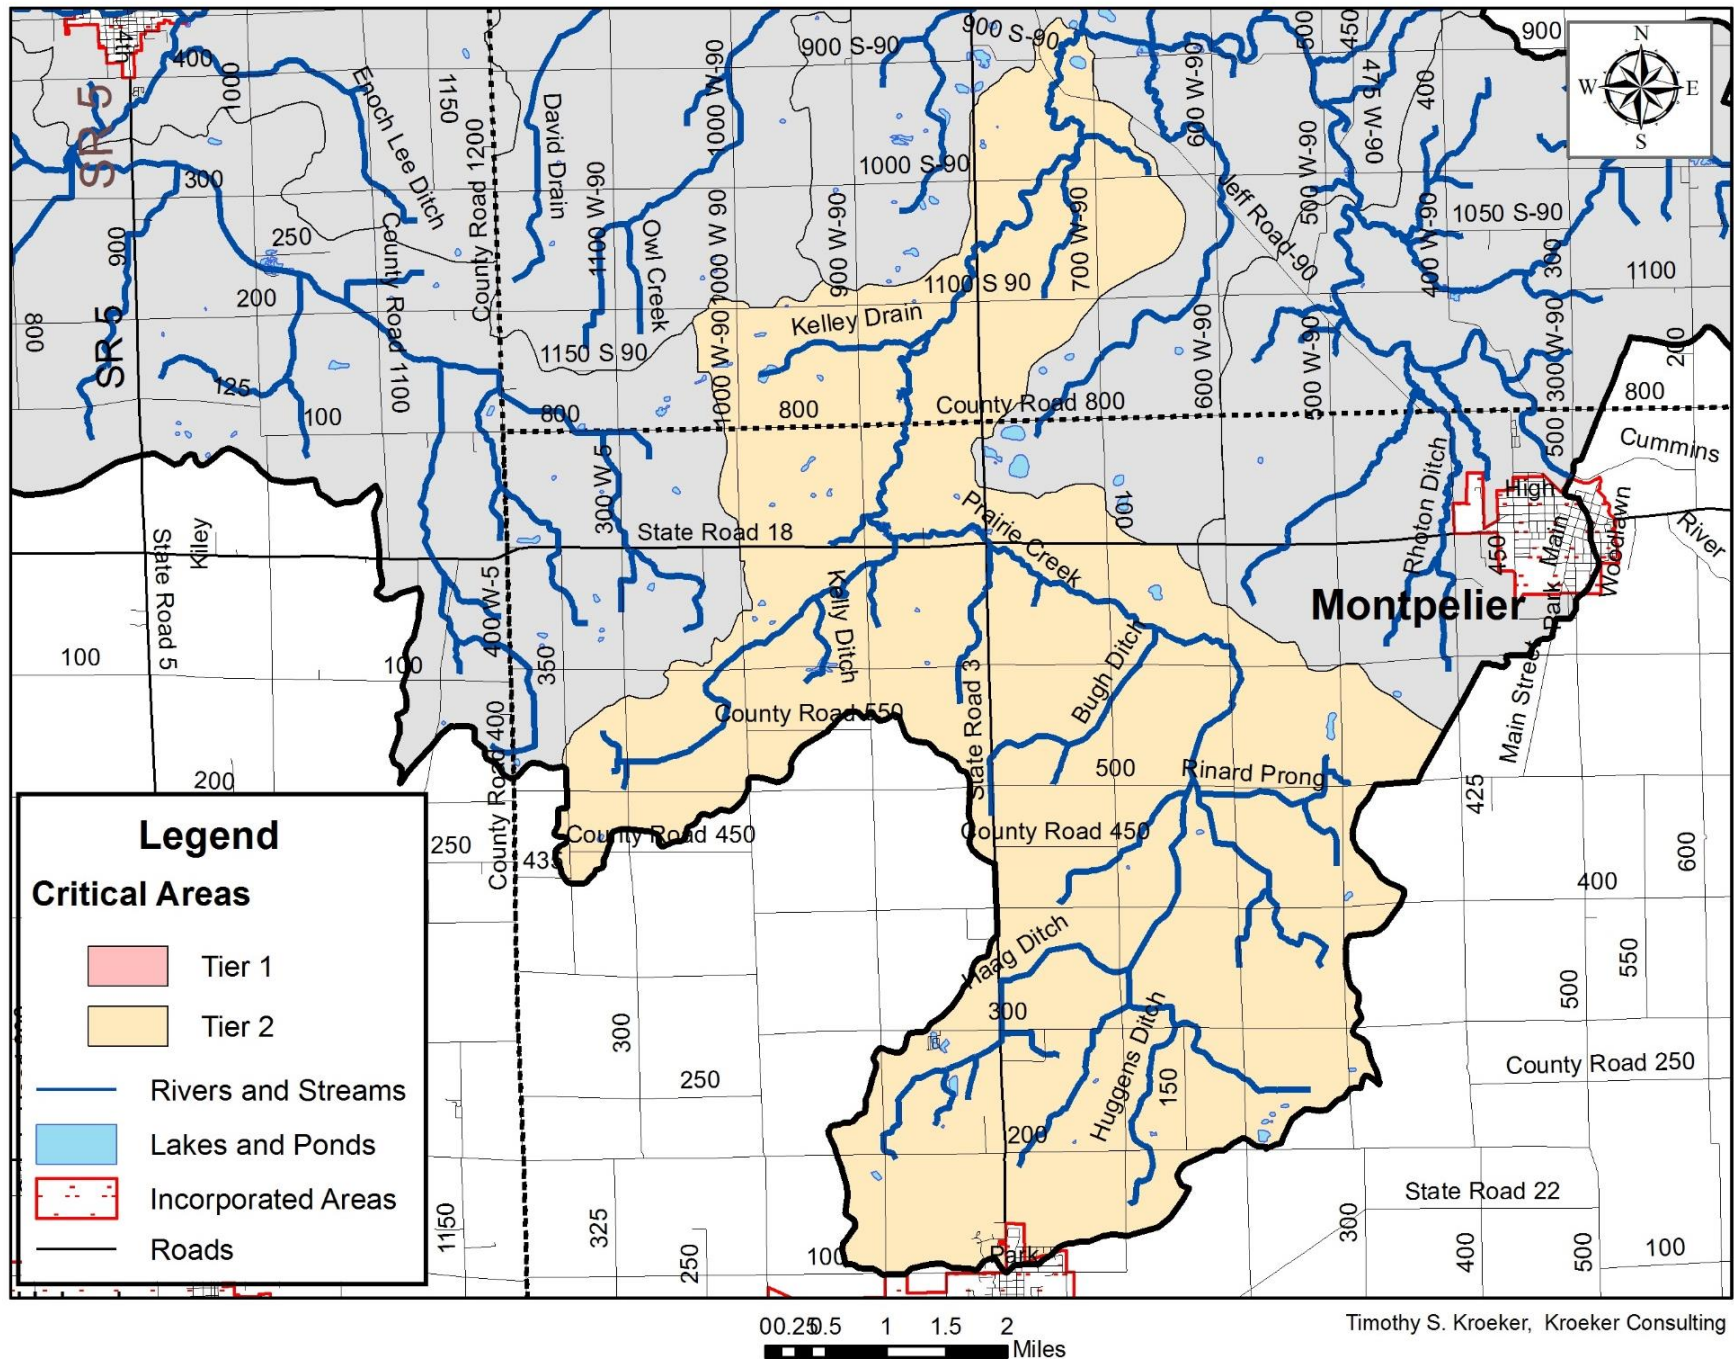 4th
400
1000
SR 5
Enoch Lee Ditch
1150
County Road 1200
David Drain
1100 W-90
Owl Creek
1000 W-90
900 S-90
900 S-90
1000 S-90
900 W-90
700 W-90
600 W-90
500
450
475 W-90
400
900
N
W
E
S
500 W-90
Jeff Road-90
1050 S-90
400 W-90
300
1100
300
900
250
County Road 1100
200
800
SR 5
125
100
1150 S 90
1100 S 90
Kelley Drain
1000 W-90
600 W-90
500 W-90
300 W-90
200
800
800
County Road 800
800
500
Cummins
High
Rhoton Ditch
450
Main
Park
Woodlawn
River
Montpelier
Main Street
State Road 5
Kiley
300 W-5
State Road 18
Prairie Creek
100
400 W-5
Kelly Ditch
350
100
100
State Road 3
Bugh Ditch
County Road 550
County Road 400
200
500
Rinard Prong
425
County Road 450
County Road 450
250
435
600
400
Haag Ditch
550
500
300
Huggens Ditch
300
150
County Road 250
250
200
State Road 22
1150
325
250
100
Park
300
400
500
100
Legend
Critical Areas
Tier 1
Tier 2
Rivers and Streams
Lakes and Ponds
Incorporated Areas
Roads
00.25 0.5 1 1.5 2
Miles
Timothy S. Kroeker, Kroeker Consulting